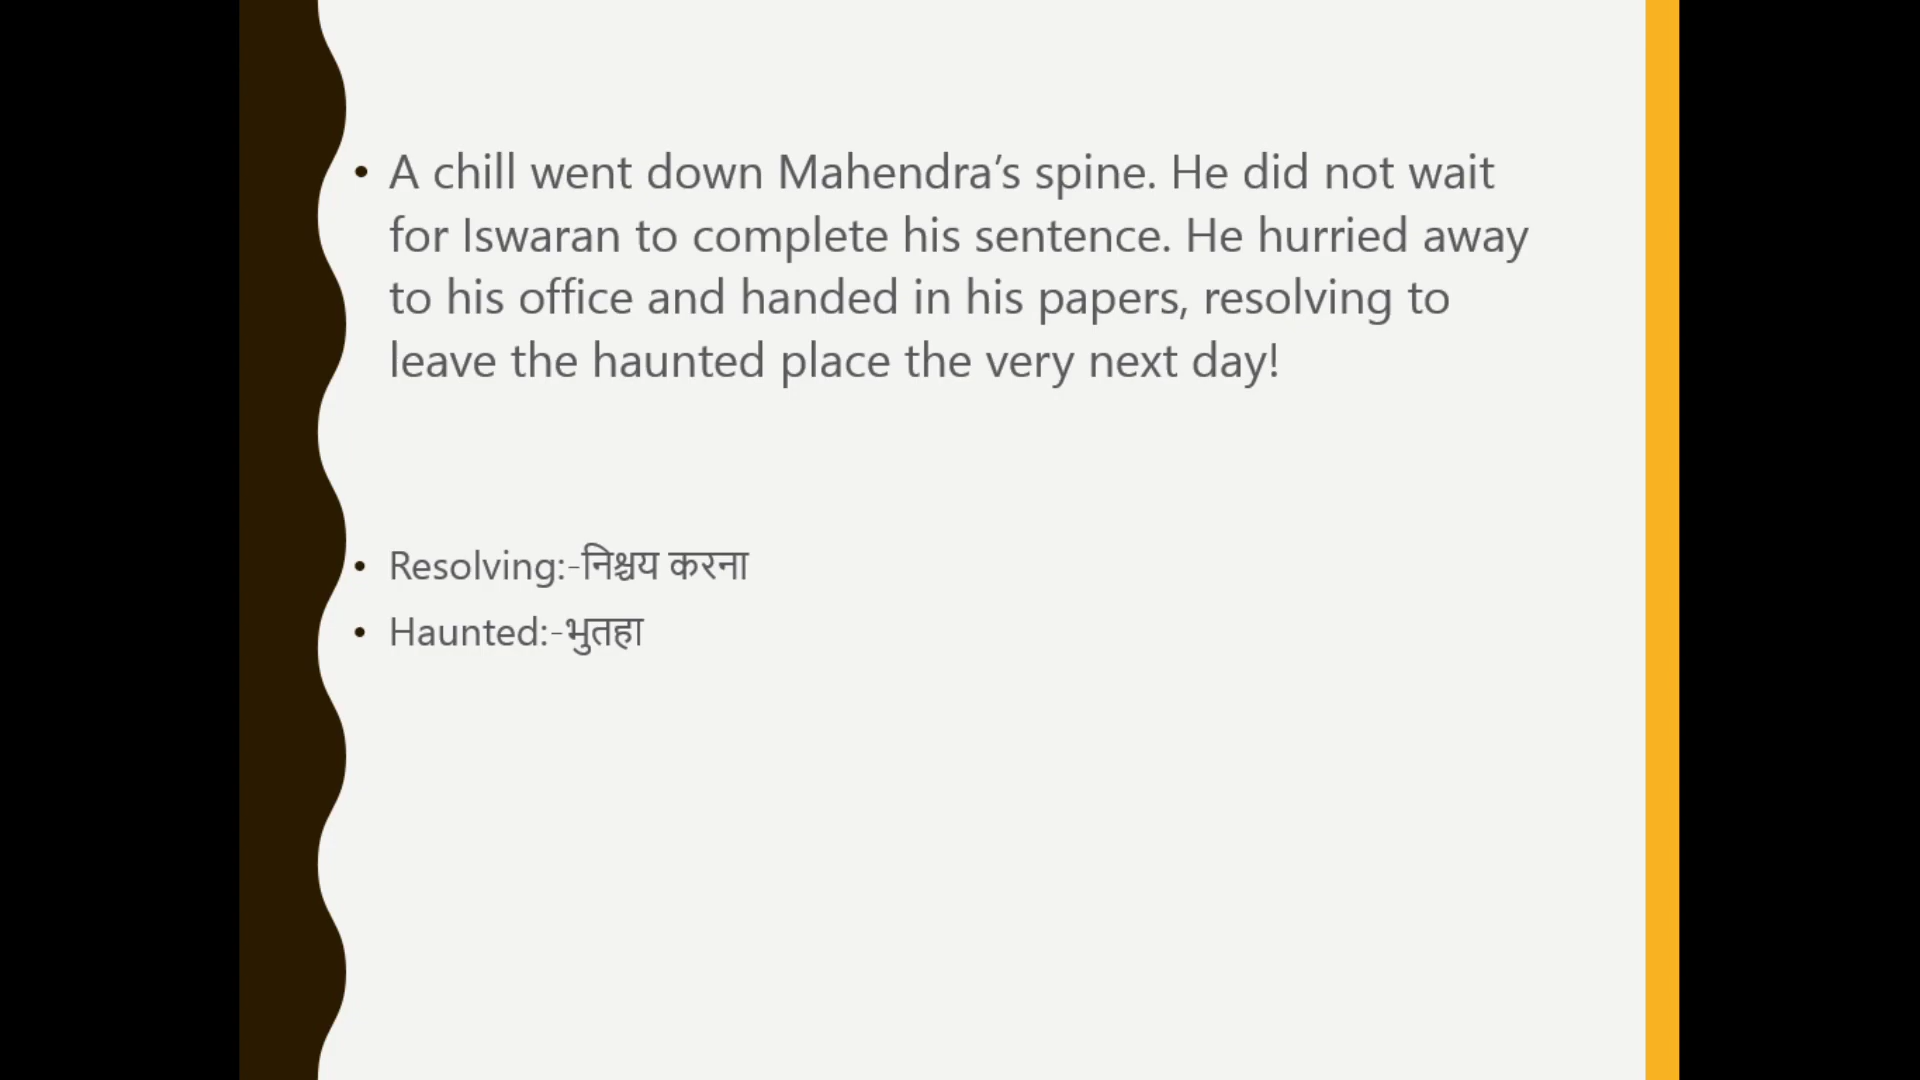 • A chill went down Mahendra’s spine. He did not wait
for Iswaran to complete his sentence. He hurried away
to his office and handed in his papers, resolving to
leave the haunted place the very next day!
• Resolving:-निश्चय करना
• Haunted:-भुतहा